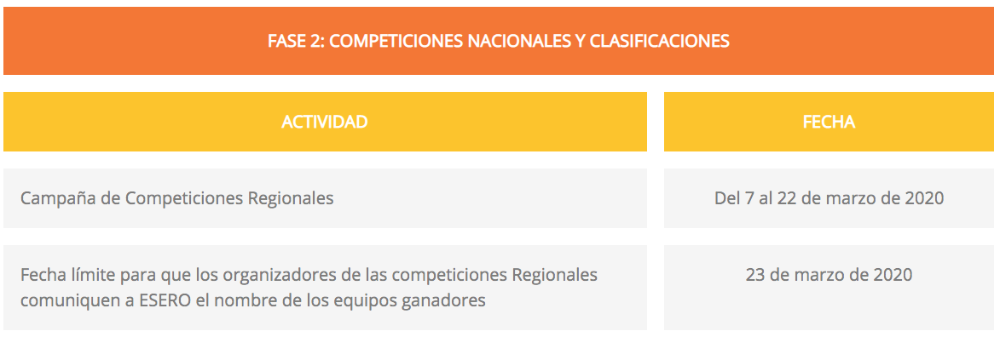 FASE 2: COMPETICIONES NACIONALES Y CLASIFICACIONES
ACTIVIDAD
FECHA
Campaña de Competiciones Regionales
Del 7 al 22 de marzo de 2020
Fecha límite para que los organizadores de las competiciones Regionales
comuniquen a ESERO el nombre de los equipos ganadores
23 de marzo de 2020